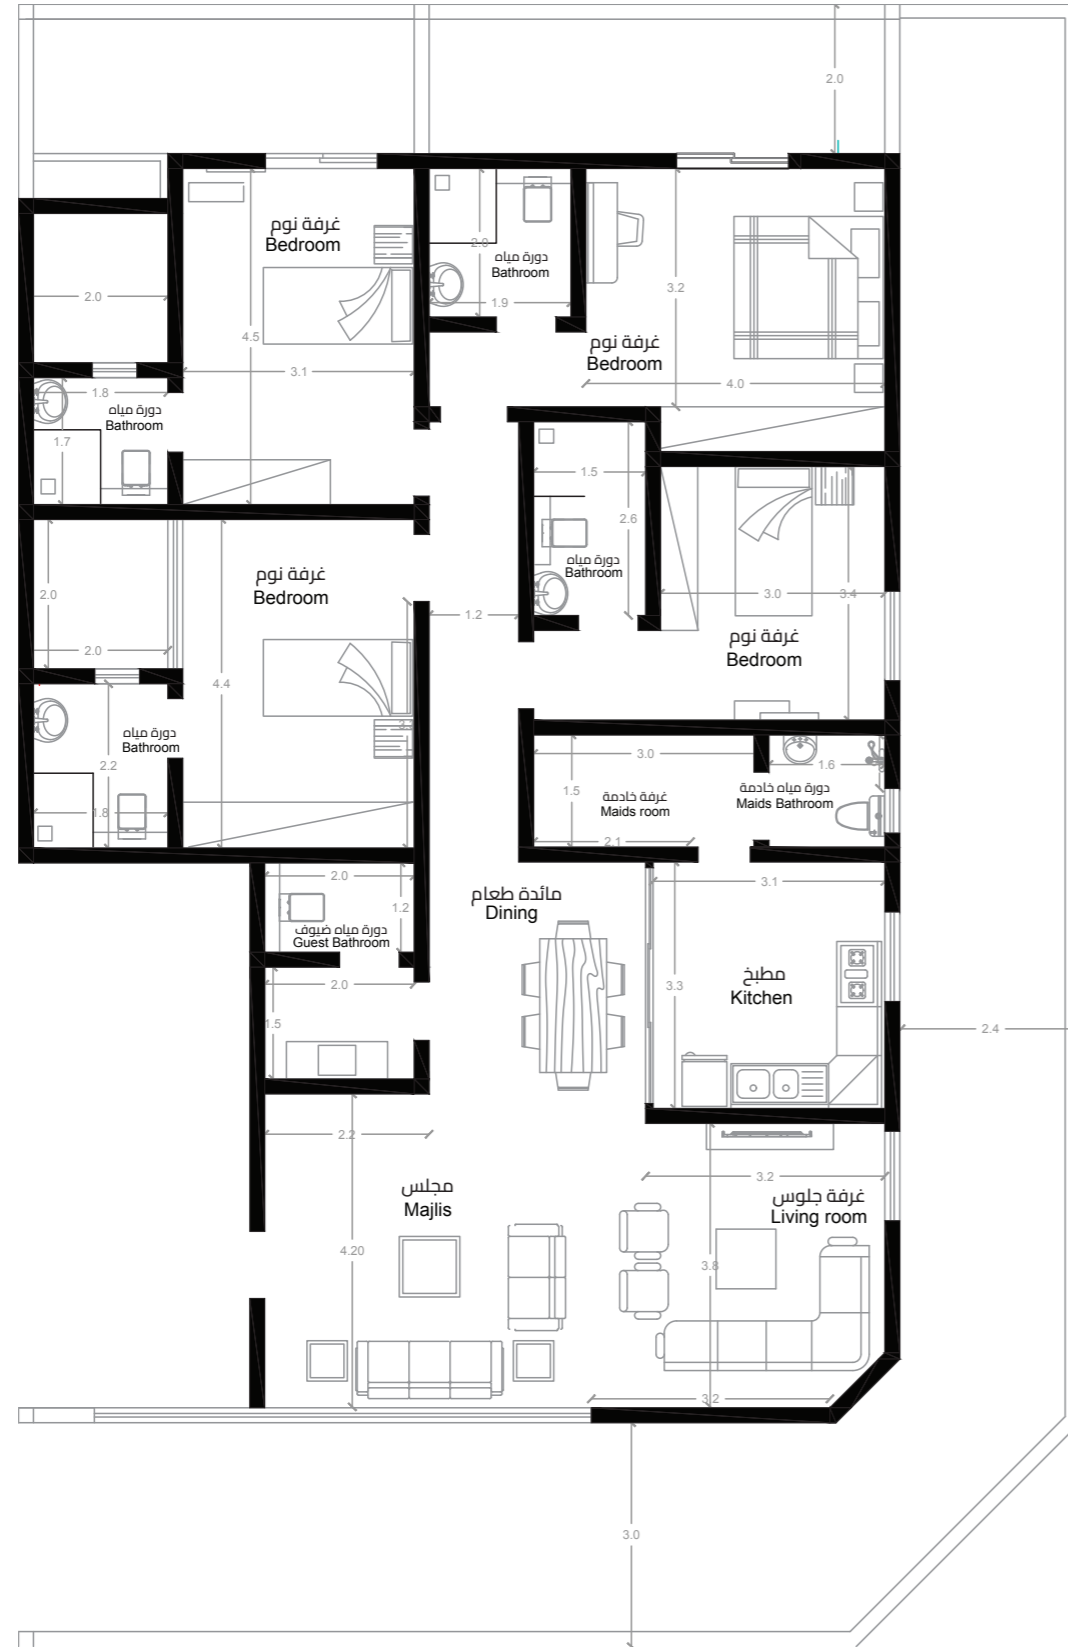 2.0
غرفة نوم
Bedroom
2.0
دورة مياه
Bathroom
1.9
3.2
2.0
4.5
3.1
غرفة نوم
Bedroom
4.0
1.8
دورة مياه
Bathroom
1.7
1.5
2.6
دورة مياه
Bathroom
غرفة نوم
Bedroom
2.0
2.0
1.2
3.0
3.4
غرفة نوم
Bedroom
4.4
دورة مياه
Bathroom
2.2
1.8
3.0
1.6
1.5
غرفة خادمة
Maids room
دورة مياه خادمة
Maids Bathroom
2.1
2.0
1.2
دورة مياه ضيوف
Guest Bathroom
مائدة طعام
Dining
3.1
2.0
1.5
3.3
مطبخ
Kitchen
2.4
2.2
مجلس
Majlis
3.2
غرفة جلوس
Living room
4.20
3.8
3.2
3.0